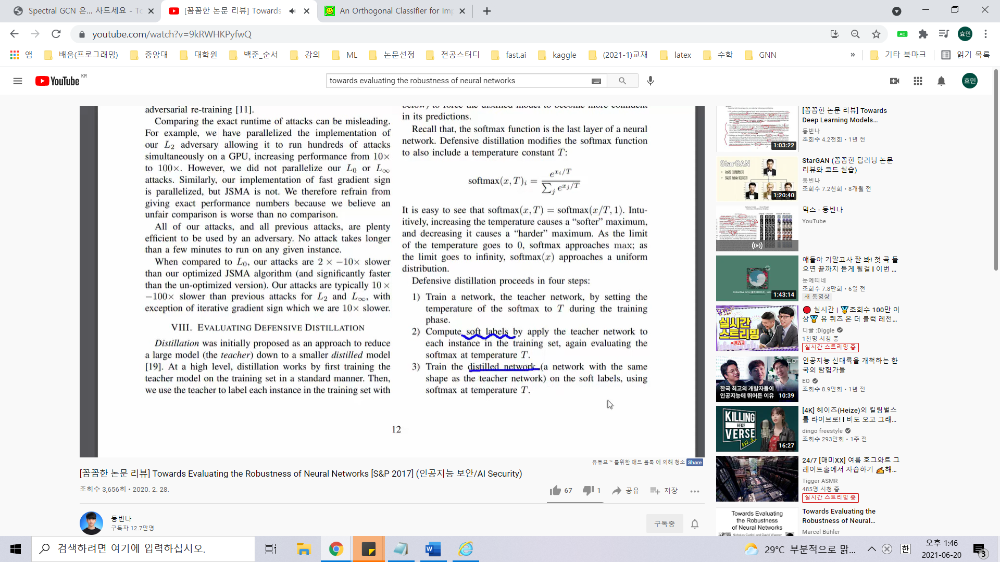 Spectral GCN 은... 사드세요 - To
[꼼꼼한 논문 리뷰] Towards
An Orthogonal Classifier for Imp
youtube.com/watch?v=9kRWHKPyfwQ
AC
효민
앱
배움(프로그래밍)
중앙대
대학원
백준_순서
강의
ML
논문선정
전공스터디
fast.ai
kaggle
(2021-1)교재
latex
수학
GNN
»
기타 북마크
읽기 목록
YouTube KR
towards evaluating the robustness of neural networks
효민
adversarial re-training [11].
Comparing the exact runtime of attacks can be misleading.
For example, we have parallelized the implementation of
our L₂ adversary allowing it to run hundreds of attacks
simultaneously on a GPU, increasing performance from 10×
to 100×. However, we did not parallelize our L₀ or L∞
attacks. Similarly, our implementation of fast gradient sign
is parallelized, but JSMA is not. We therefore refrain from
giving exact performance numbers because we believe an
unfair comparison is worse than no comparison.
All of our attacks, and all previous attacks, are plenty
efficient to be used by an adversary. No attack takes longer
than a few minutes to run on any given instance.
When compared to L₀, our attacks are 2 × −10× slower
than our optimized JSMA algorithm (and significantly faster
than the un-optimized version). Our attacks are typically 10 ×
−100× slower than previous attacks for L₂ and L∞, with
exception of iterative gradient sign which we are 10× slower.
VIII. EVALUATING DEFENSIVE DISTILLATION
Distillation was initially proposed as an approach to reduce
a large model (the teacher) down to a smaller distilled model
[19]. At a high level, distillation works by first training the
teacher model on the training set in a standard manner. Then,
we use the teacher to label each instance in the training set with
below) to force the distilled model to become more confident
in its predictions.
Recall that, the softmax function is the last layer of a neural
network. Defensive distillation modifies the softmax function
to also include a temperature constant T:
softmax(x, T)ᵢ = e^{xᵢ/T} / ∑ⱼ e^{xⱼ/T}
It is easy to see that softmax(x, T) = softmax(x/T, 1). Intu-
itively, increasing the temperature causes a “softer” maximum,
and decreasing it causes a “harder” maximum. As the limit
of the temperature goes to 0, softmax approaches max; as
the limit goes to infinity, softmax(x) approaches a uniform
distribution.
Defensive distillation proceeds in four steps:
1) Train a network, the teacher network, by setting the
temperature of the softmax to T during the training
phase.
2) Compute soft labels by apply the teacher network to
each instance in the training set, again evaluating the
softmax at temperature T.
3) Train the distilled network (a network with the same
shape as the teacher network) on the soft labels, using
softmax at temperature T.
12
유튜브 ™ 를위한 애드 블록 에 의해 청소 Share
[꼼꼼한 논문 리뷰] Towards Evaluating the Robustness of Neural Networks [S&P 2017] (인공지능 보안/AI Security)
조회수 3,656회 • 2020. 2. 28.
67
1
공유
저장
동빈나
구독자 12.7만명
구독중
1:03:22
[꼼꼼한 논문 리뷰] Towards
Deep Learning Models...
동빈나
조회수 4.2천회 • 1년 전
StarGAN
1:20:40
StarGAN (꼼꼼한 딥러닝 논문
리뷰와 코드 실습)
동빈나
조회수 7.2천회 • 8개월 전
믹스 - 동빈나
YouTube
1:43:14
얘들아 기말고사 잘 봐! 첫 곡 들
으면 끝까지 듣게 될걸 I 이번 ...
눈에띠네
조회수 7.8만회 • 6일 전
새 동영상
유퀴즈
실시간
스트리밍
LIVE
🔴 실시간 | 🏅조회수 100만 이
상🏅 유 퀴즈 온 더 블럭 레전...
디글 :Diggle
1천명 시청 중
실시간 스트리밍 중
EO
한국 최고의 개발자들이
인공지능에 뛰어든 이유
10:39
인공지능 신대륙을 개척하는 한
국의 탐험가들
EO
조회수 8.9만회 • 1년 전
KILLING
HEIZE
VERSE
Vol.2
16:27
[4K] 헤이즈(Heize)의 킬링벌스
를 라이브로! l 비도 오고 그래...
dingo freestyle
조회수 293만회 • 1주 전
24/7 [매미XX] 여름 호그와트 그
레이트홀에서 자습하기 ✍해...
Tigger ASMR
485명 시청 중
실시간 스트리밍 중
Towards Evaluating
the Robustness
of Neural Networks
Nicholas Carlini and David Wagner
Towards Evaluating the
Robustness of Neural...
Marcel Bühler
검색하려면 여기에 입력하십시오.
29°C 부분적으로 맑...
한
오후 1:46
2021-06-20
3